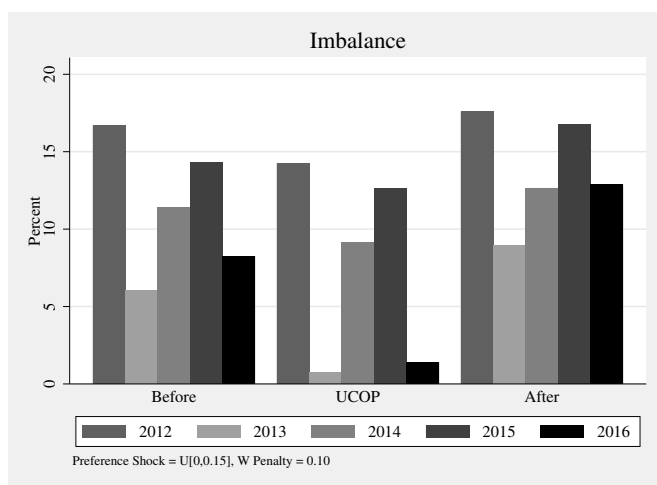 Imbalance
Percent
20
15
10
5
0
Before UCOP After
2012 2013 2014 2015 2016
Preference Shock = U[0,0.15], W Penalty = 0.10